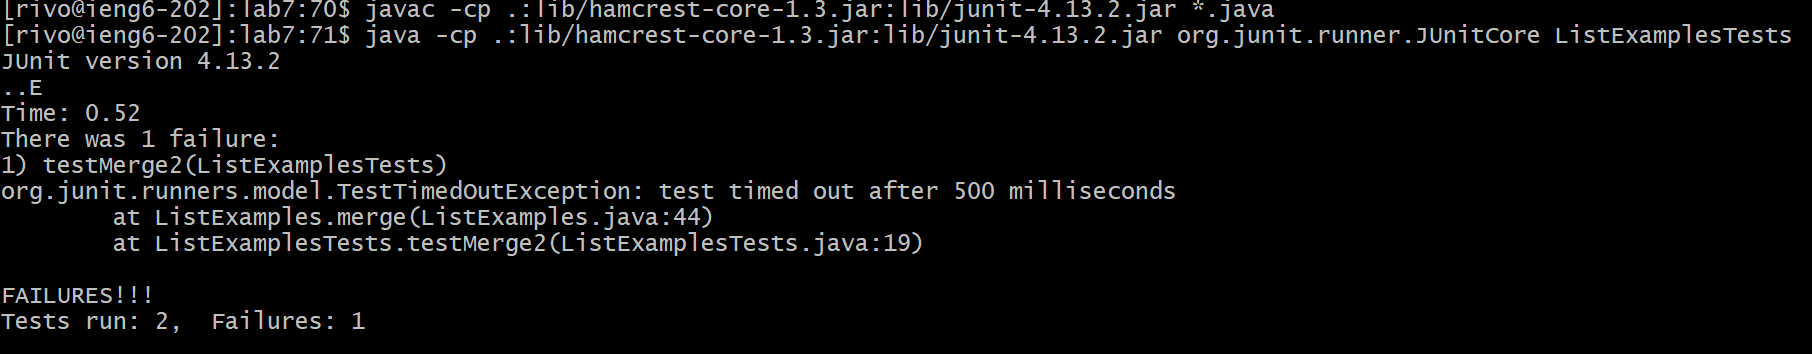 [rivo@ieng6-202]:lab7:70$ javac -cp .:lib/hamcrest-core-1.3.jar:lib/junit-4.13.2.jar *.java
[rivo@ieng6-202]:lab7:71$ java -cp .:lib/hamcrest-core-1.3.jar:lib/junit-4.13.2.jar org.junit.runner.JUnitCore ListExamplesTests
JUnit version 4.13.2
..E
Time: 0.52
There was 1 failure:
1) testMerge2(ListExamplesTests)
org.junit.runners.model.TestTimedOutException: test timed out after 500 milliseconds
        at ListExamples.merge(ListExamples.java:44)
        at ListExamplesTests.testMerge2(ListExamplesTests.java:19)
FAILURES!!!
Tests run: 2,  Failures: 1